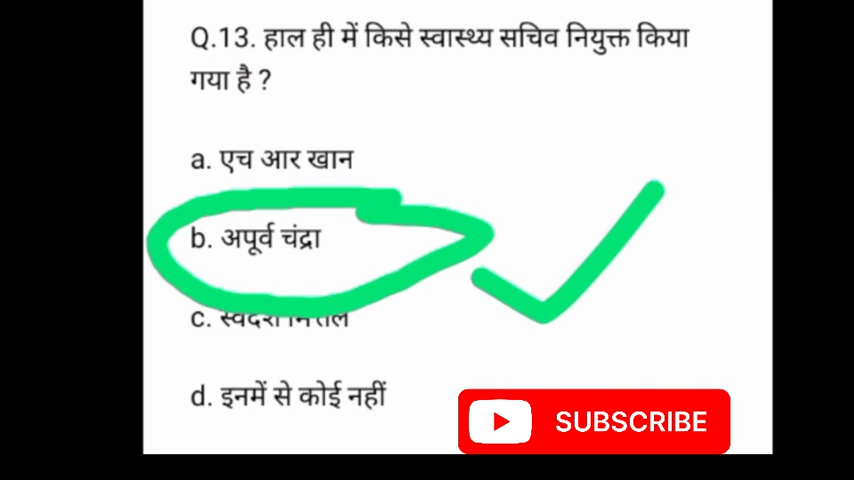 Q.13. हाल ही में किसे स्वास्थ्य सचिव नियुक्त किया
गया है ?
a. एच आर खान
b. अपूर्व चंद्रा
c.
d. इनमें से कोई नहीं
SUBSCRIBE